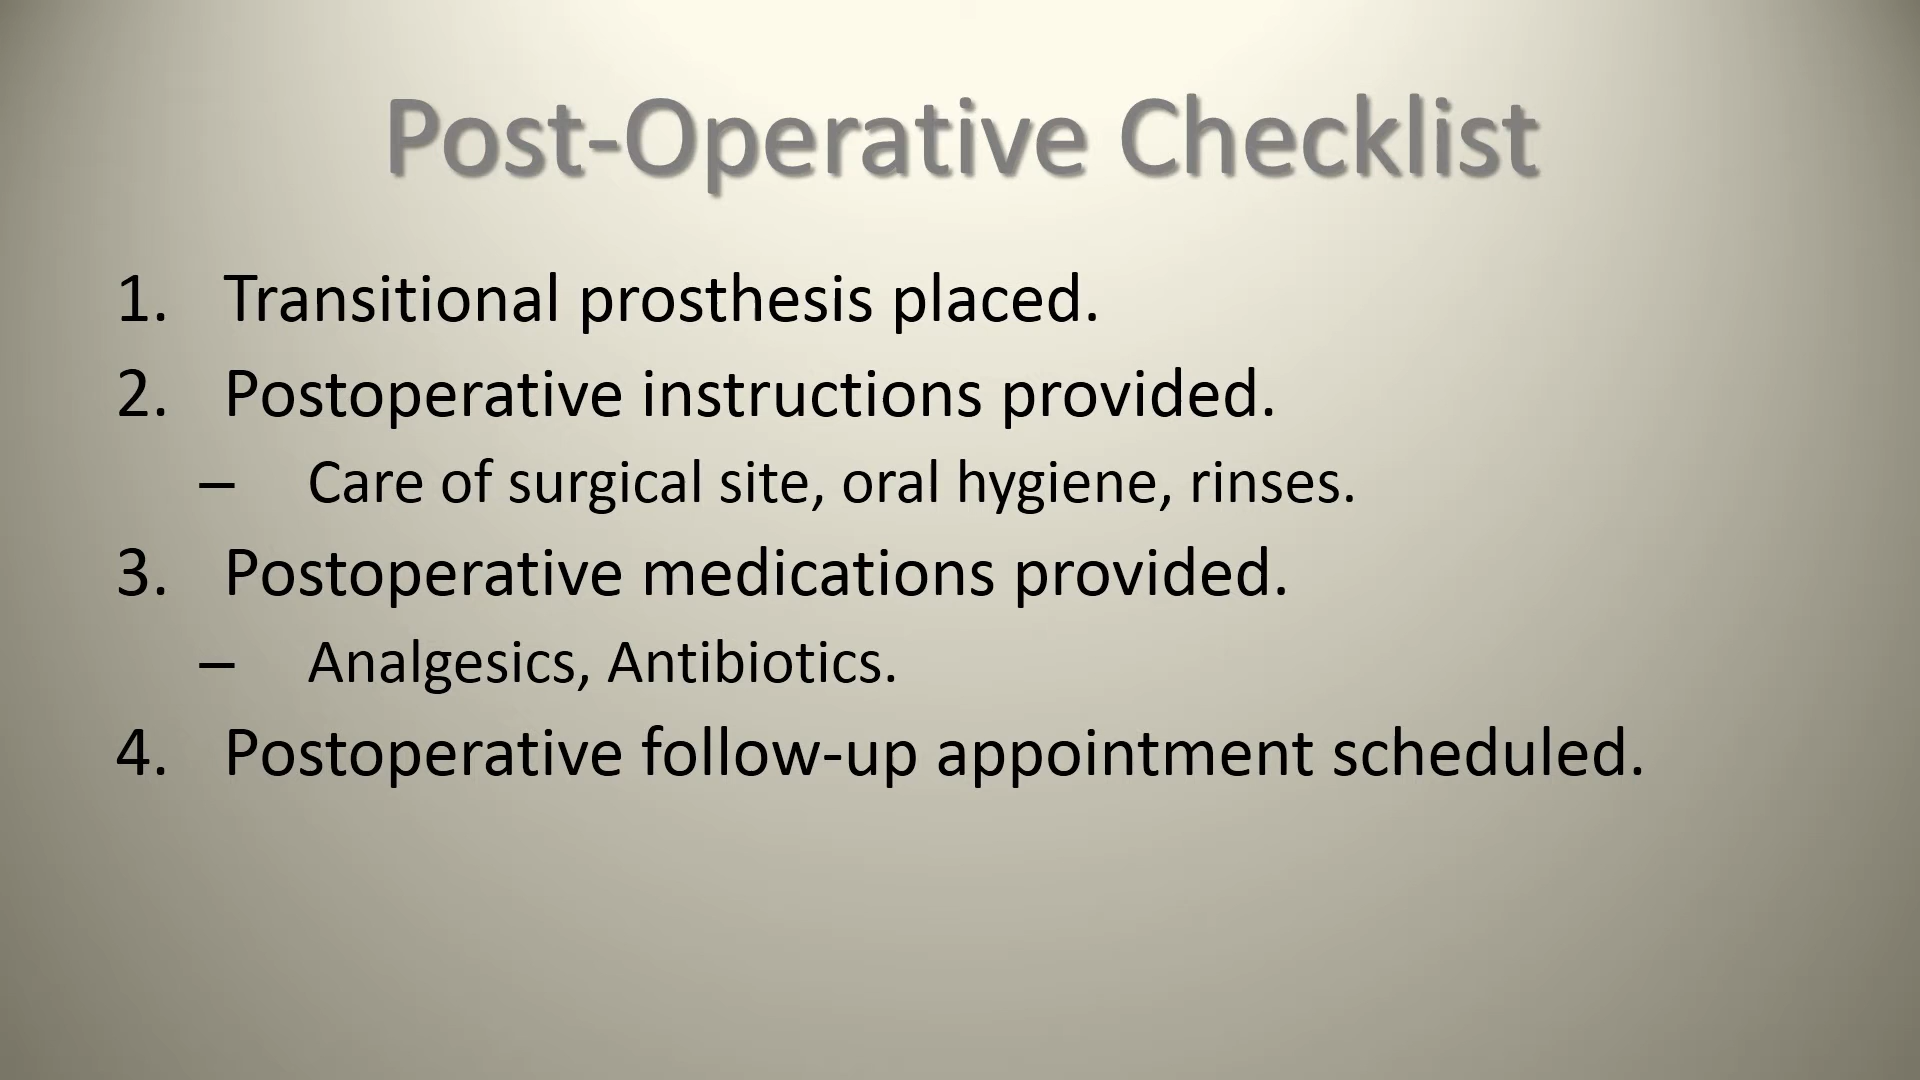 Post-Operative Checklist
1. Transitional prosthesis placed.
2. Postoperative instructions provided.
– Care of surgical site, oral hygiene, rinses.
3. Postoperative medications provided.
– Analgesics, Antibiotics.
4. Postoperative follow-up appointment scheduled.